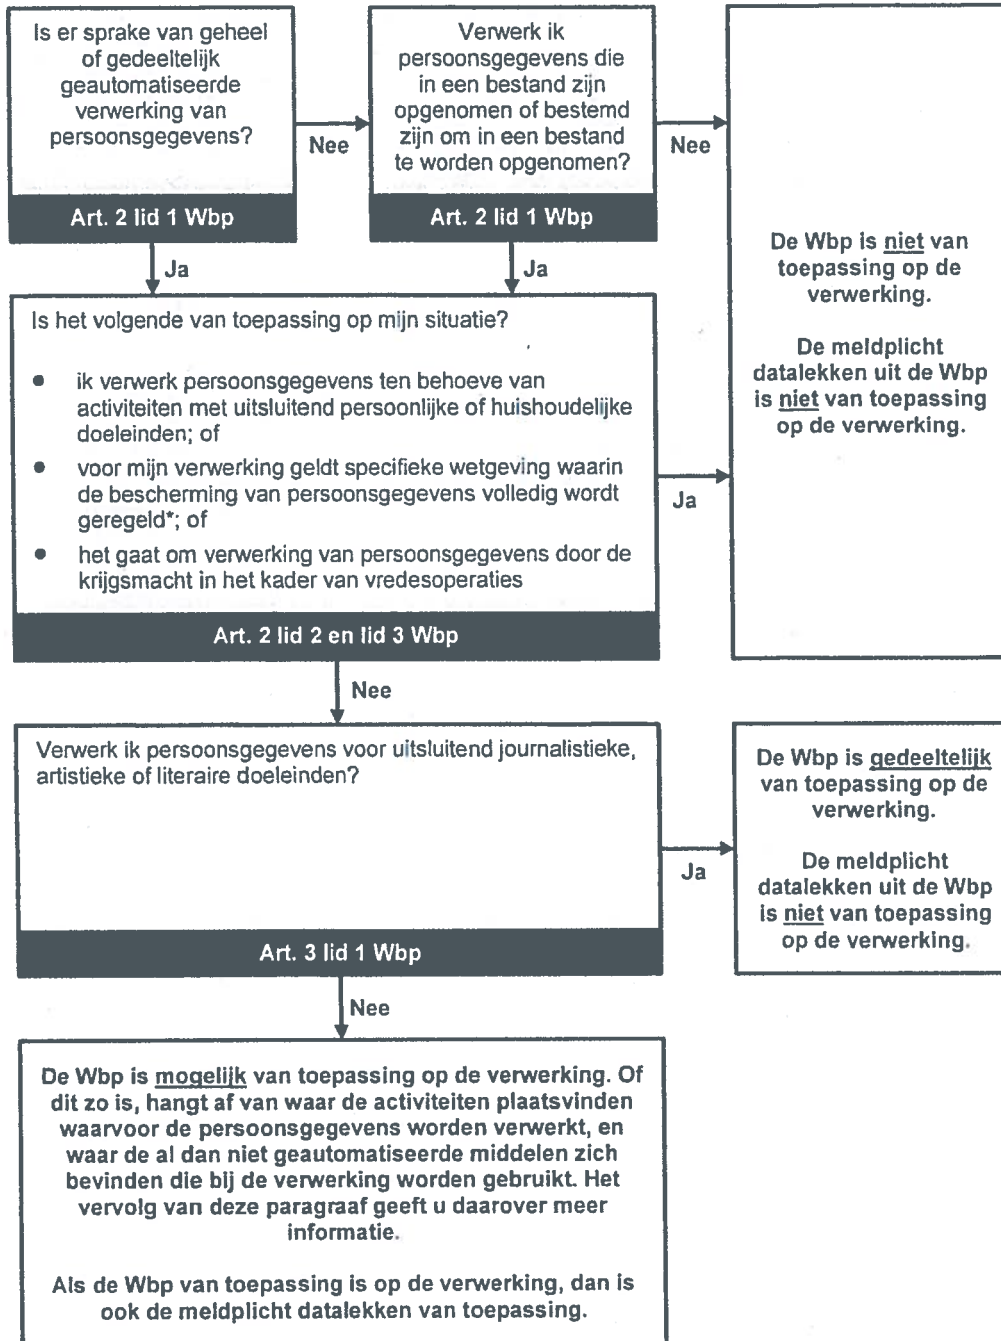 Is er sprake van geheel
of gedeeltelijk
geautomatiseerde
verwerking van
persoonsgegevens?
Art. 2 lid 1 Wbp
Nee
Verwerk ik
persoonsgegevens die
in een bestand zijn
opgenomen of bestemd
zijn om in een bestand
te worden opgenomen?
Art. 2 lid 1 Wbp
Nee
De Wbp is niet van
toepassing op de
verwerking.
De meldplicht
datalekken uit de Wbp
is niet van toepassing
op de verwerking.
Ja
Ja
Is het volgende van toepassing op mijn situatie?
• ik verwerk persoonsgegevens ten behoeve van
activiteiten met uitsluitend persoonlijke of huishoudelijke
doeleinden; of
• voor mijn verwerking geldt specifieke wetgeving waarin
de bescherming van persoonsgegevens volledig wordt
geregeld*; of
• het gaat om verwerking van persoonsgegevens door de
krijgsmacht in het kader van vredesoperaties
Art. 2 lid 2 en lid 3 Wbp
Ja
Nee
Verwerk ik persoonsgegevens voor uitsluitend journalistieke,
artistieke of literaire doeleinden?
Art. 3 lid 1 Wbp
Ja
De Wbp is gedeeltelijk
van toepassing op de
verwerking.
De meldplicht
datalekken uit de Wbp
is niet van toepassing
op de verwerking.
Nee
De Wbp is mogelijk van toepassing op de verwerking. Of
dit zo is, hangt af van waar de activiteiten plaatsvinden
waarvoor de persoonsgegevens worden verwerkt, en
waar de al dan niet geautomatiseerde middelen zich
bevinden die bij de verwerking worden gebruikt. Het
vervolg van deze paragraaf geeft u daarover meer
informatie.
Als de Wbp van toepassing is op de verwerking, dan is
ook de meldplicht datalekken van toepassing.